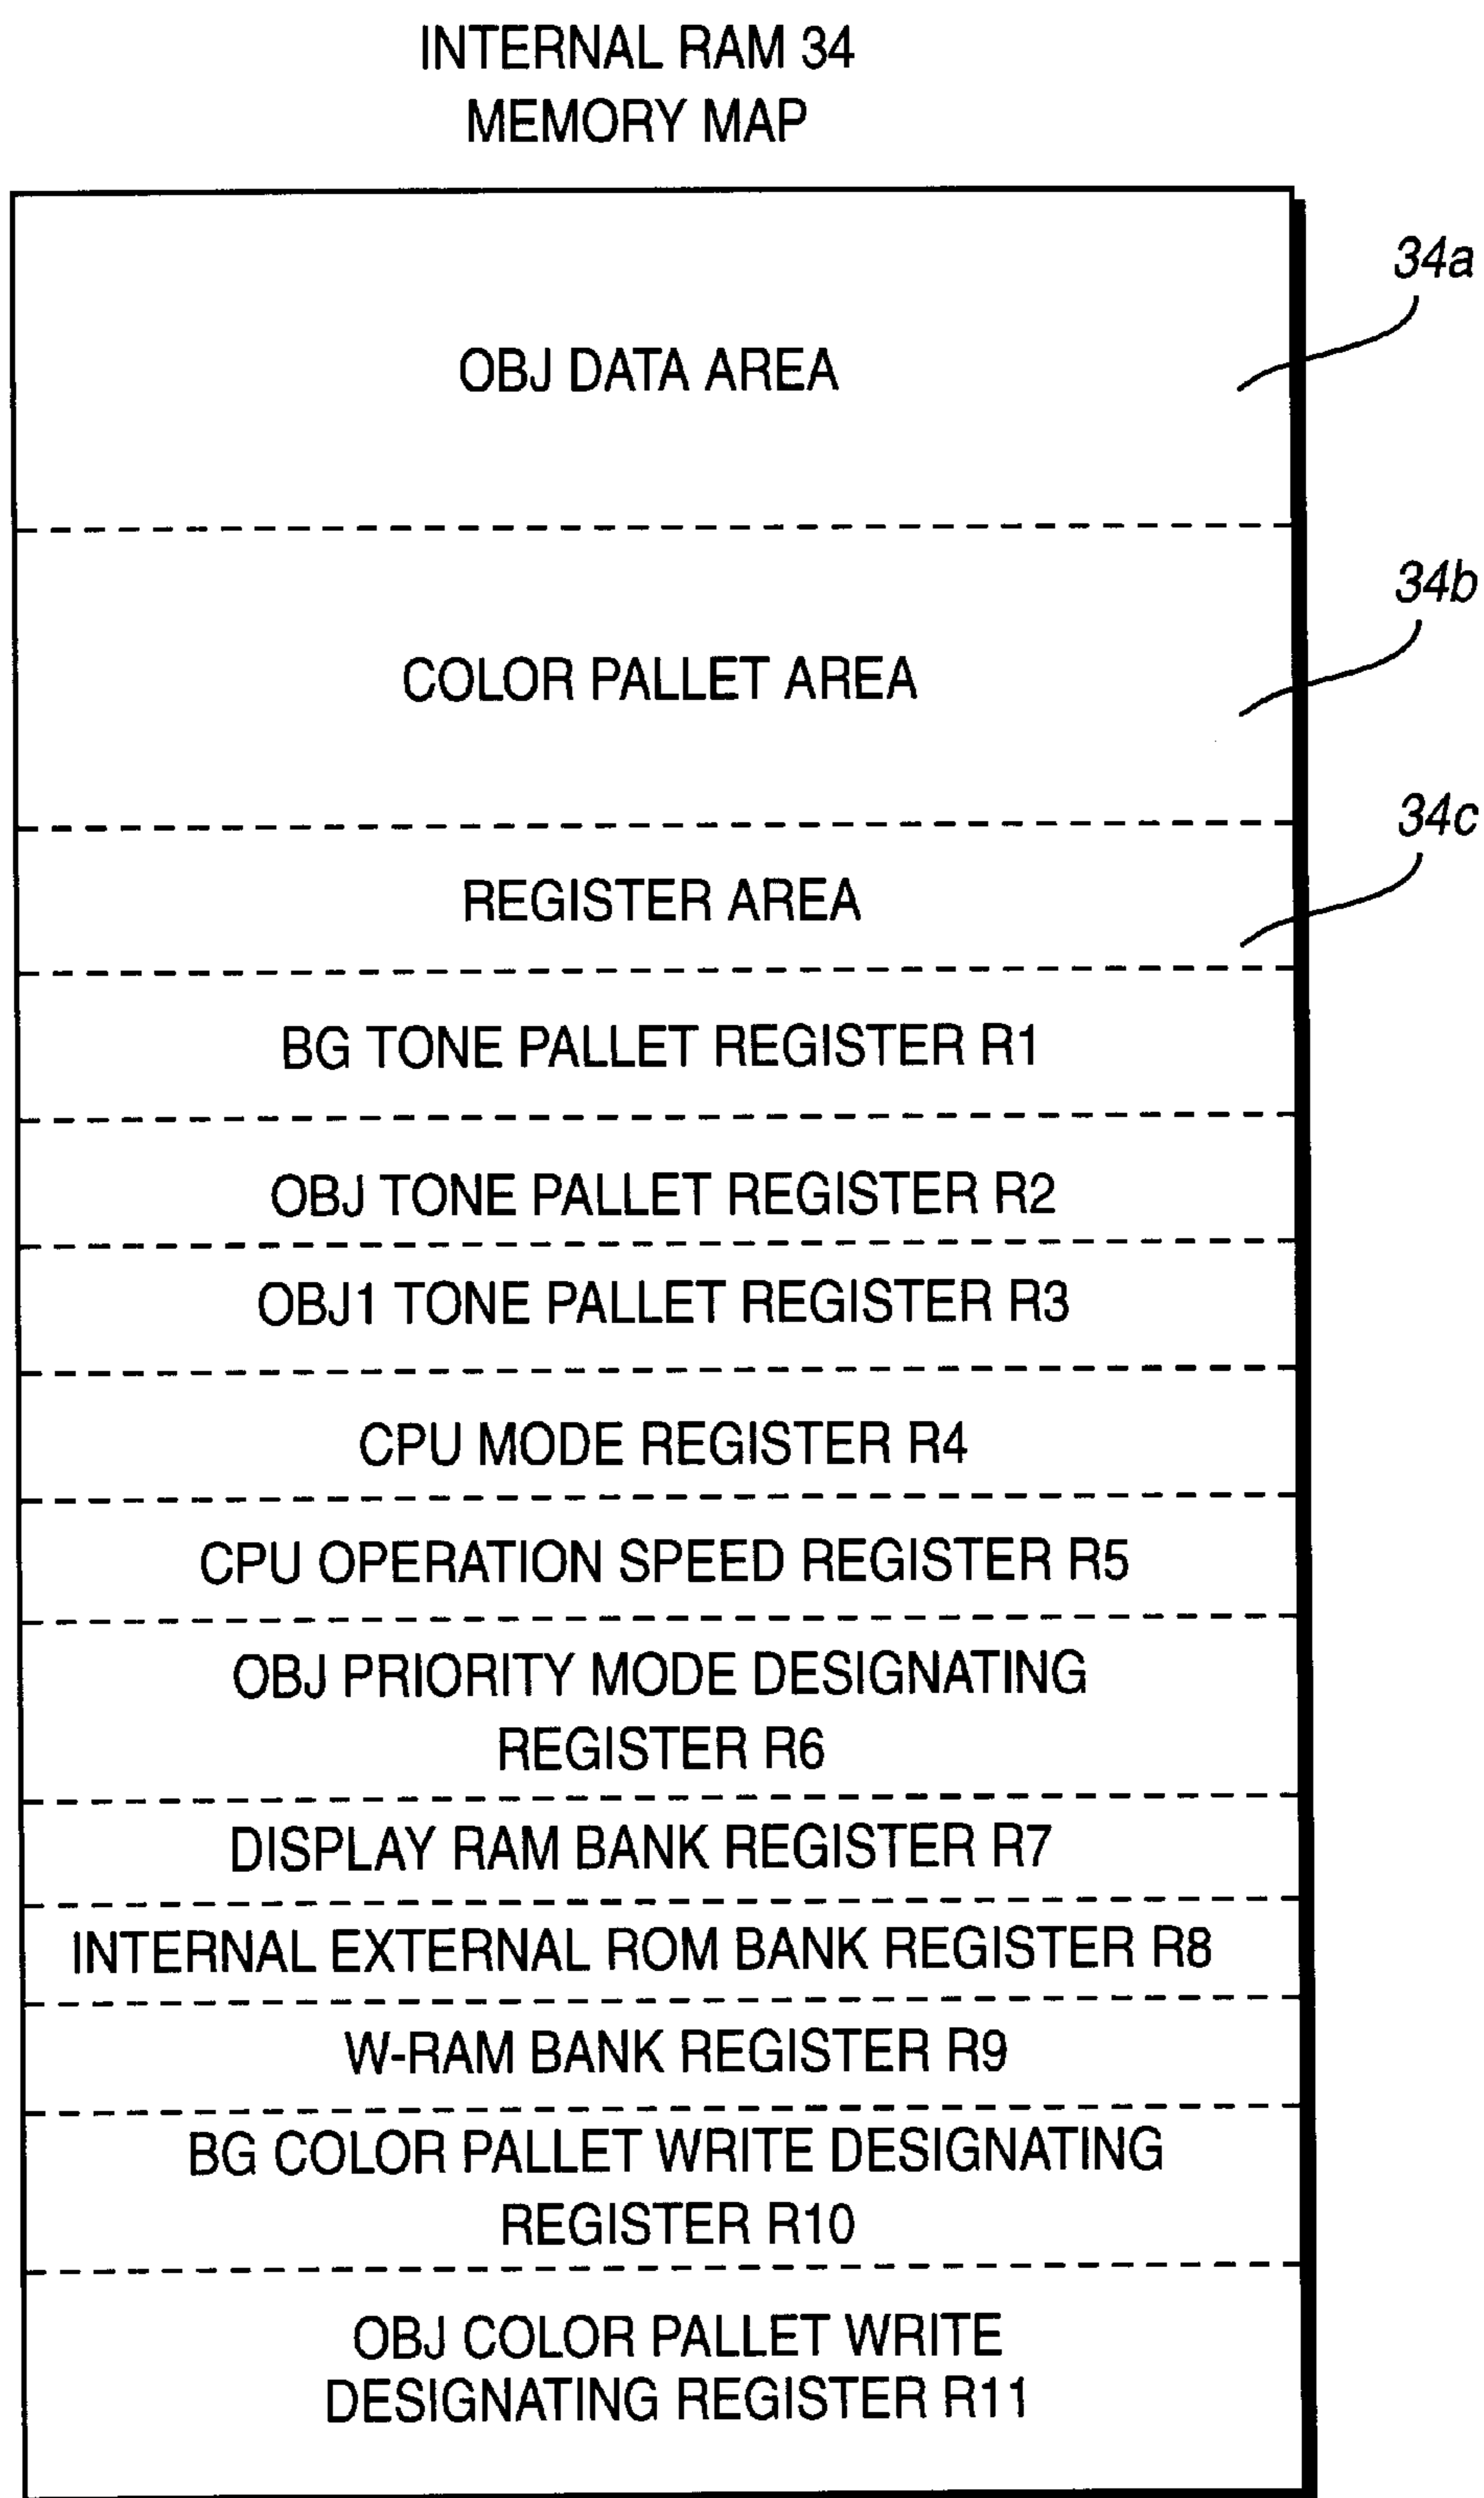 INTERNAL RAM 34
MEMORY MAP
34a
OBJ DATA AREA
34b
COLOR PALLET AREA
34c
REGISTER AREA
BG TONE PALLET REGISTER R1
OBJ TONE PALLET REGISTER R2
OBJ1 TONE PALLET REGISTER R3
CPU MODE REGISTER R4
CPU OPERATION SPEED REGISTER R5
OBJ PRIORITY MODE DESIGNATING
REGISTER R6
DISPLAY RAM BANK REGISTER R7
INTERNAL EXTERNAL ROM BANK REGISTER R8
W-RAM BANK REGISTER R9
BG COLOR PALLET WRITE DESIGNATING
REGISTER R10
OBJ COLOR PALLET WRITE
DESIGNATING REGISTER R11